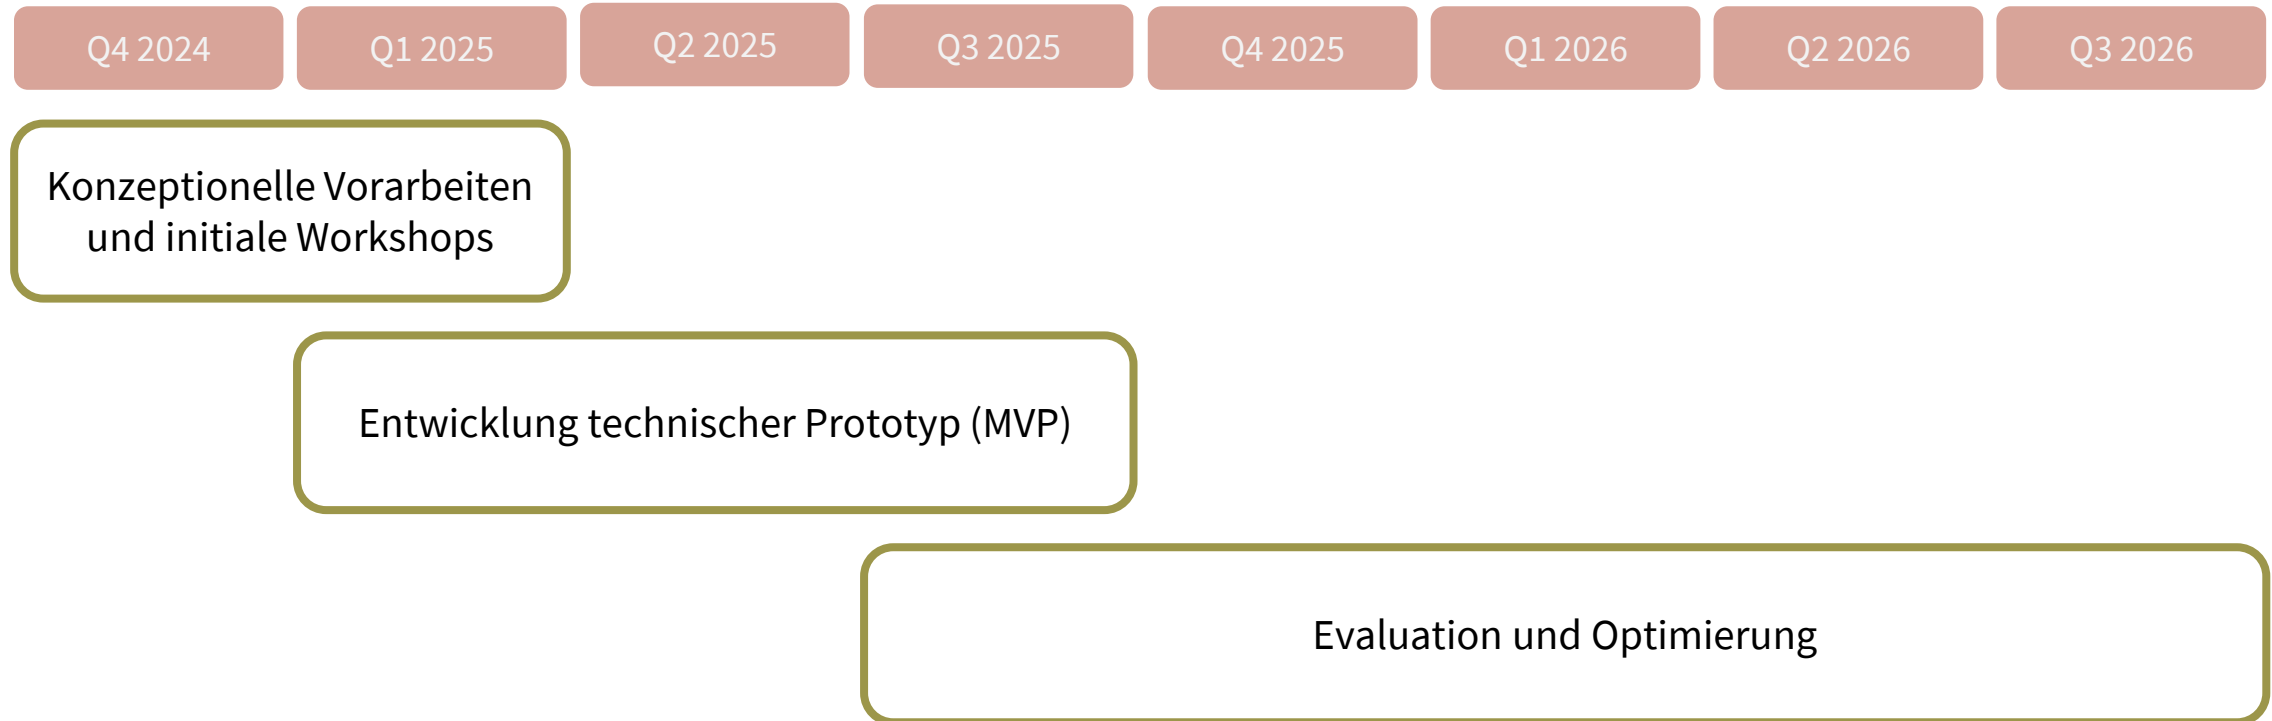 Q4 2024
Q1 2025
Q2 2025
Q3 2025
Q4 2025
Q1 2026
Q2 2026
Q3 2026
Konzeptionelle Vorarbeiten
und initiale Workshops
Entwicklung technischer Prototyp (MVP)
Evaluation und Optimierung